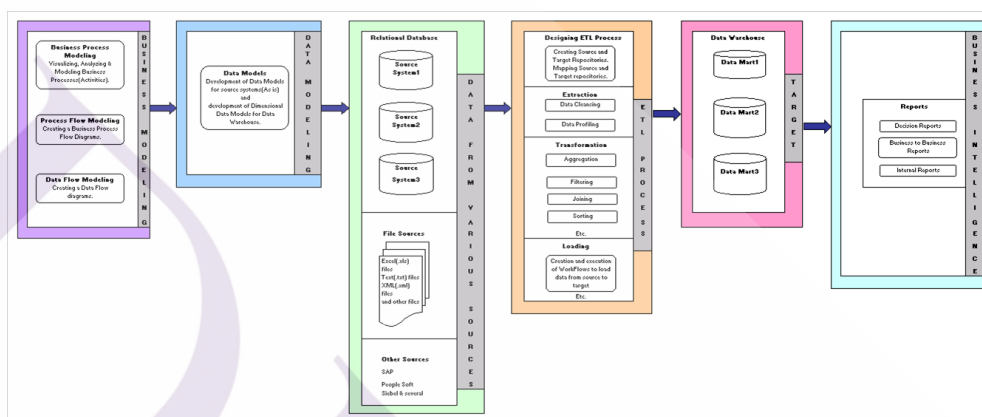 Business Process
Modeling
Visualizing, Analyzing &
Modeling Business
Processes(Activities).
Process Flow Modeling
Creating a Business Process
Flow Diagrams.
Data Flow Modeling
Creating a Data Flow
diagrams.
BUSINESS MODELING
Data Models
Development of Data Models
for source systems(As is)
and
development of Dimensional
Data Models for Data
Warehouse.
DATA MODELING
Relational Database
Source
System1
Source
System2
Source
System3
File Sources
Excel(.xls)
files
Text(.txt) files
XML(.xml)
files
and other files
Other Sources
SAP
People Soft
Siebel & several
DATA FROM VARIOUS SOURCES
Designing ETL Process
Creating Source and
Target Repositories.
Mapping Source and
Target repositories.
Extraction
Data Cleansing
Data Profiling
Transformation
Aggregation
Filtering
Joining
Sorting
Etc.
Loading
Creation and execution
of WorkFlows to load
data from source to
target
Etc.
ETL PROCESS
Data Warehouse
Data Mart1
Data Mart2
Data Mart3
TARGET
Reports
Decision Reports
Business to Business
Reports
Internal Reports
BUSINESS INTELLIGENCE